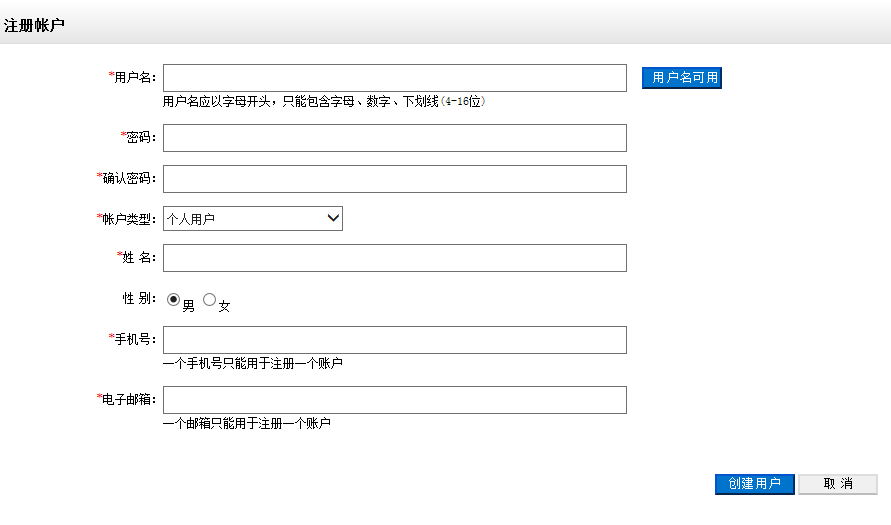 注册帐户
*用户名： 用户名可用
用户名应以字母开头，只能包含字母、数字、下划线(4-16位)
*密码：
*确认密码：
*帐户类型： 个人用户
*姓 名：
性 别： 男 女
*手机号：
一个手机号只能用于注册一个账户
*电子邮箱：
一个邮箱只能用于注册一个账户
创建用户 取 消